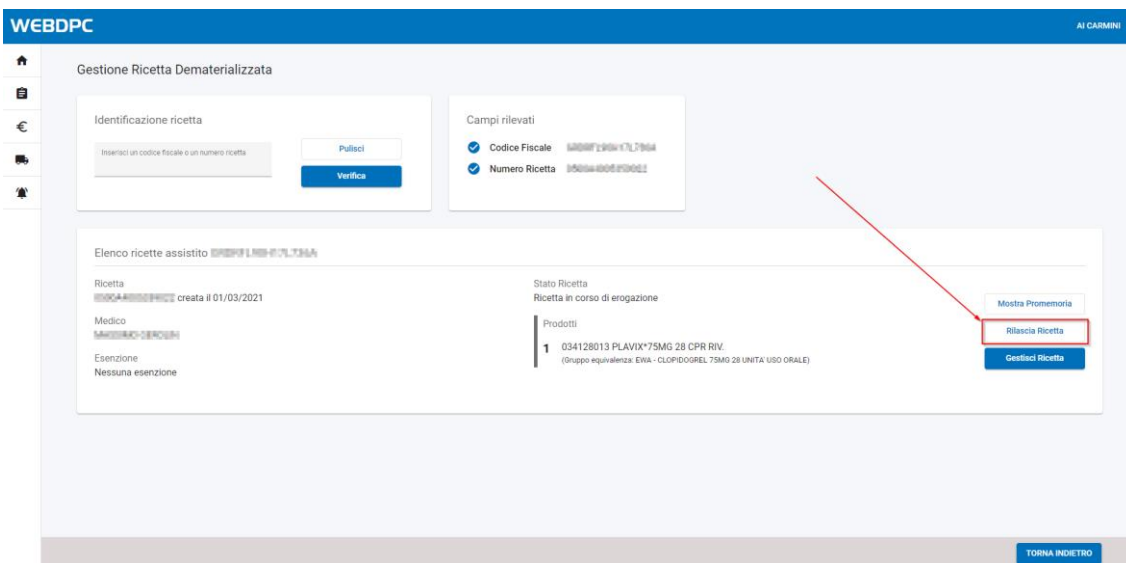 WEBDPC
AI CARMINI
Gestione Ricetta Dematerializzata
Identificazione ricetta
Inserisci un codice fiscale o un numero ricetta
Pulisci
Verifica
Campi rilevati
Codice Fiscale
Numero Ricetta
Elenco ricette assistito
Ricetta
creata il 01/03/2021
Medico
Esenzione
Nessuna esenzione
Stato Ricetta
Ricetta in corso di erogazione
Prodotti
1 034128013 PLAVIX*75MG 28 CPR RIV.
(Gruppo equivalenza: EWA - CLOPIDOGREL 75MG 28 UNITA' USO ORALE)
Mostra Promemoria
Rilascia Ricetta
Gestisci Ricetta
TORNA INDIETRO